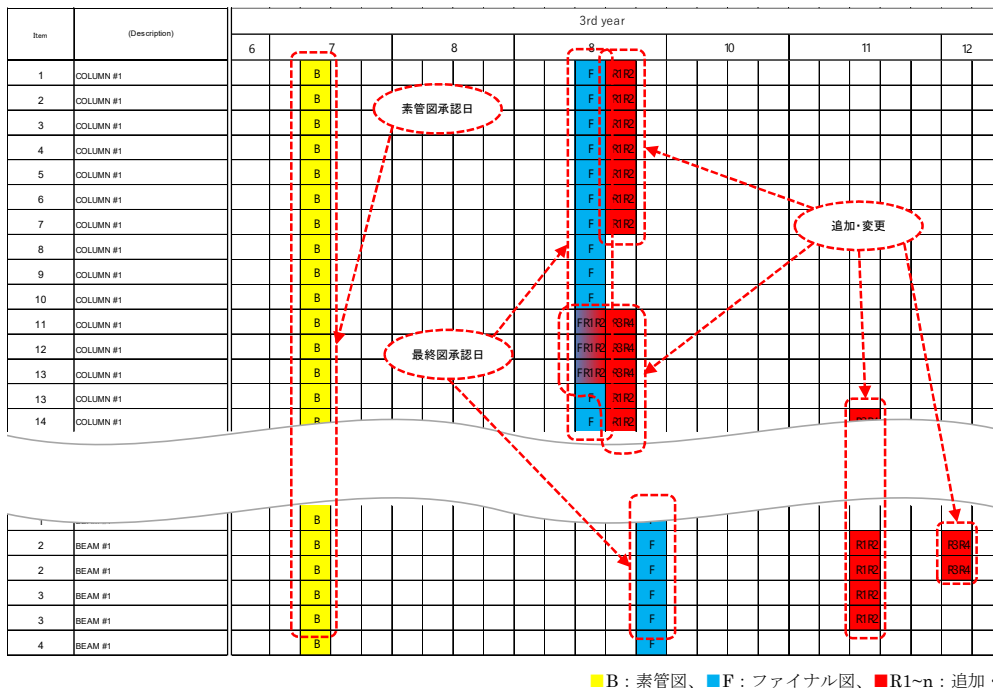 3rd year
Item (Description)
6 7 8 9 10 11 12
1 COLUMN #1 B F R1R2
2 COLUMN #1 B F R1R2
素管図承認日
3 COLUMN #1 B F R1R2
4 COLUMN #1 B F R1R2
5 COLUMN #1 B F R1R2
6 COLUMN #1 B F R1R2
7 COLUMN #1 B F R1R2
追加・変更
8 COLUMN #1 B F
9 COLUMN #1 B F
10 COLUMN #1 B F
11 COLUMN #1 B FR1R2 R3R4
12 COLUMN #1 B FR1R2 R3R4
最終図承認日
13 COLUMN #1 B FR1R2 R3R4
13 COLUMN #1 B F R1R2
14 COLUMN #1 B F R1R2
B
2 BEAM #1 B F R1R2 R3R4
2 BEAM #1 B F R1R2 R3R4
3 BEAM #1 B F R1R2
3 BEAM #1 B F R1R2
4 BEAM #1 B F
■B：素管図、■F：ファイナル図、■R1~n：追加・